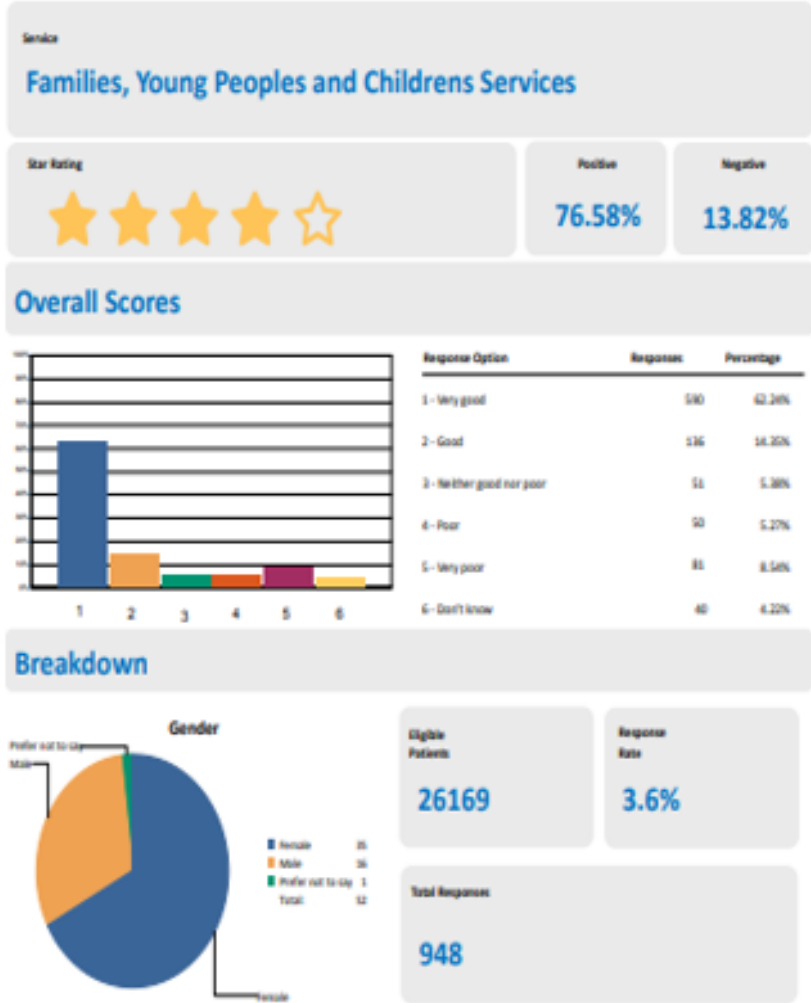 Service
Families, Young Peoples and Childrens Services
Star Rating
Positive
Negative
76.58%
13.82%
Overall Scores
Response Option Responses Percentage
1 - Very good 590 62.24%
2 - Good 136 14.35%
3 - Neither good nor poor 51 5.38%
4 - Poor 50 5.27%
5 - Very poor 81 8.54%
6 - Don't know 40 4.22%
1 2 3 4 5 6
Breakdown
Gender
Prefer not to say
Male
Female 35
Male 16
Prefer not to say 1
Total: 52
Female
Eligible
Patients
26169
Response
Rate
3.6%
Total Responses
948